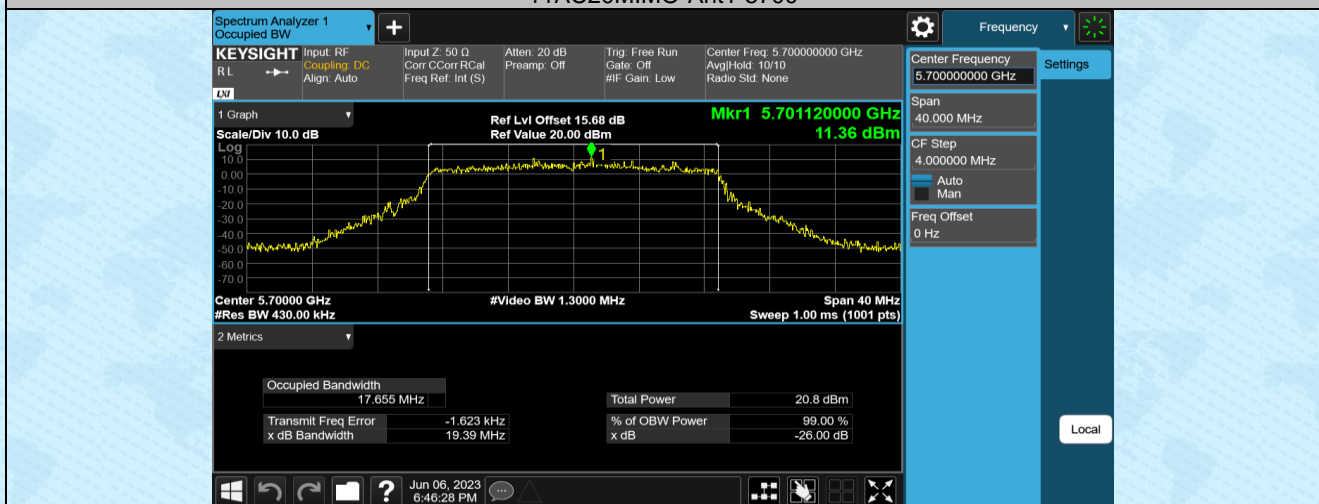 11AC20MIMO-Ant1-5700
Spectrum Analyzer 1
Occupied BW
Frequency
KEYSIGHT
R L
LXI
Input: RF
Coupling: DC
Align: Auto
Input Z: 50 Ω
Corr CCorr RCal
Freq Ref: Int (S)
Atten: 20 dB
Preamp: Off
Trig: Free Run
Gate: Off
#IF Gain: Low
Center Freq: 5.700000000 GHz
Avg|Hold: 10/10
Radio Std: None
Center Frequency
5.700000000 GHz
Settings
Span
40.000 MHz
CF Step
4.000000 MHz
Auto
Man
Freq Offset
0 Hz
1 Graph
Scale/Div 10.0 dB
Ref Lvl Offset 15.68 dB
Ref Value 20.00 dBm
Mkr1 5.701120000 GHz
11.36 dBm
Log
1
10.0
0.00
-10.0
-20.0
-30.0
-40.0
-50.0
-60.0
-70.0
Center 5.70000 GHz
#Video BW 1.3000 MHz
Span 40 MHz
#Res BW 430.00 kHz
Sweep 1.00 ms (1001 pts)
2 Metrics
Occupied Bandwidth
17.655 MHz
Total Power 20.8 dBm
Transmit Freq Error -1.623 kHz
% of OBW Power 99.00 %
x dB Bandwidth 19.39 MHz
x dB -26.00 dB
Local
Jun 06, 2023
6:46:28 PM